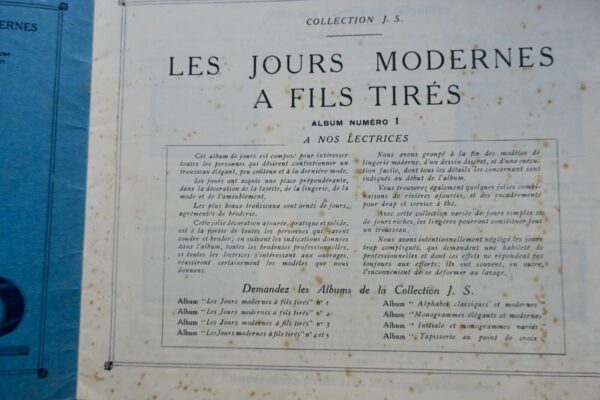 ERNES
COLLECTION J. S.
LES JOURS MODERNES
A FILS TIRÉS
ALBUM NUMÉRO 1
A NOS LECTRICES
Cet album de jours est composé pour intéresser
toutes les personnes qui désirent confectionner un
trousseau élégant, peu coûteux et à la dernière mode.
Les jours ont acquis une place prépondérante,
dans la décoration de la layette, de la lingerie, de la
mode et de l'ameublement.
Les plus beaux trousseaux sont ornés de jours,
agrémentés de broderie.
Cette jolie décoration ajourée, pratique et solide,
est à la portée de toutes les personnes qui savent
coudre et broder; en suivant les indications données
dans l'album, toutes les brodeuses professionnelles,
et toutes les lectrices s'intéressant aux ouvrages,
réussiront certainement les modèles que nous
donnons.
Nous avons groupé à la fin des modèles de
lingerie moderne, d'un dessin discret, et d'une exécu-
tion facile, dont tous les détails les concernant sont
indiqués au début de l'album.
Vous trouverez également quelques jolies combi-
naisons de rivières ajourées, et des encadrements
pour drap et service à thé.
Avec cette collection variée de jours simples et
de jours riches, les lingères pourront constituer tous
un trousseau.
Nous avons intentionnellement négligé les jours
trop compliqués, qui demandent une habileté de
professionnels et dont les effets ne répondent pas
toujours aux efforts; ils ont souvent, en outre,
l'inconvénient de se déformer au lavage.
Demandez les Albums de la Collection J. S.
Album "Les Jours modernes à fils tirés" nº 1
Album "Les Jours modernes à fils tirés" nº 2
Album "Les Jours modernes à fils tirés" nº 3
Album "Les Jours modernes à fils tirés" nº 4 et 5
Album "Alphabet classiques et modernes"
Album "Monogrammes élégants et modernes
Album "Initiale et monogrammes variés
Album "Tapisserie au point de croix